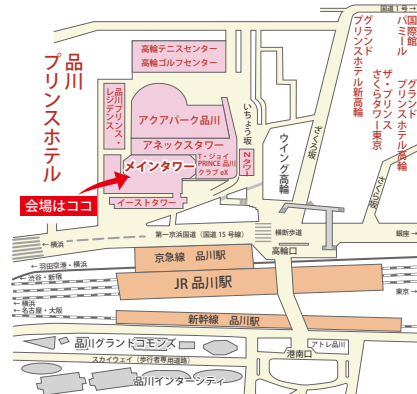 国道1号→
国際館
パミール
グランド
プリンスホテル新高輪
グランド
プリンスホテル高輪
ザ・プリンス
さくらタワー東京
高輪テニスセンター
高輪ゴルフセンター
品川
プリンスホテル
品川プリンス・
レジデンス
アクアパーク品川
アネックスタワー
メインタワー
T・ジョイ
PRINCE 品川
クラブ eX
Nタワー
いちょう坂
ウイング高輪
ざくろ坂
さくら坂
会場はココ
イーストタワー
第一京浜国道（国道 15 号線）
横断歩道
←横浜
銀座→
高輪口
京急線 品川駅
←羽田空港・横浜
←渋谷・新宿
JR 品川駅
東京→
←横浜
←名古屋・大阪
新幹線 品川駅
品川グランドコモンズ
アトレ品川
港南口
スカイウェイ（歩行者専用道路）
品川インターシティ